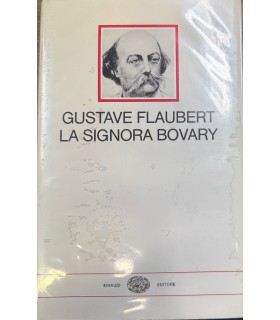 GUSTAVE FLAUBERT
LA SIGNORA BOVARY
EINAUDI EDITORE